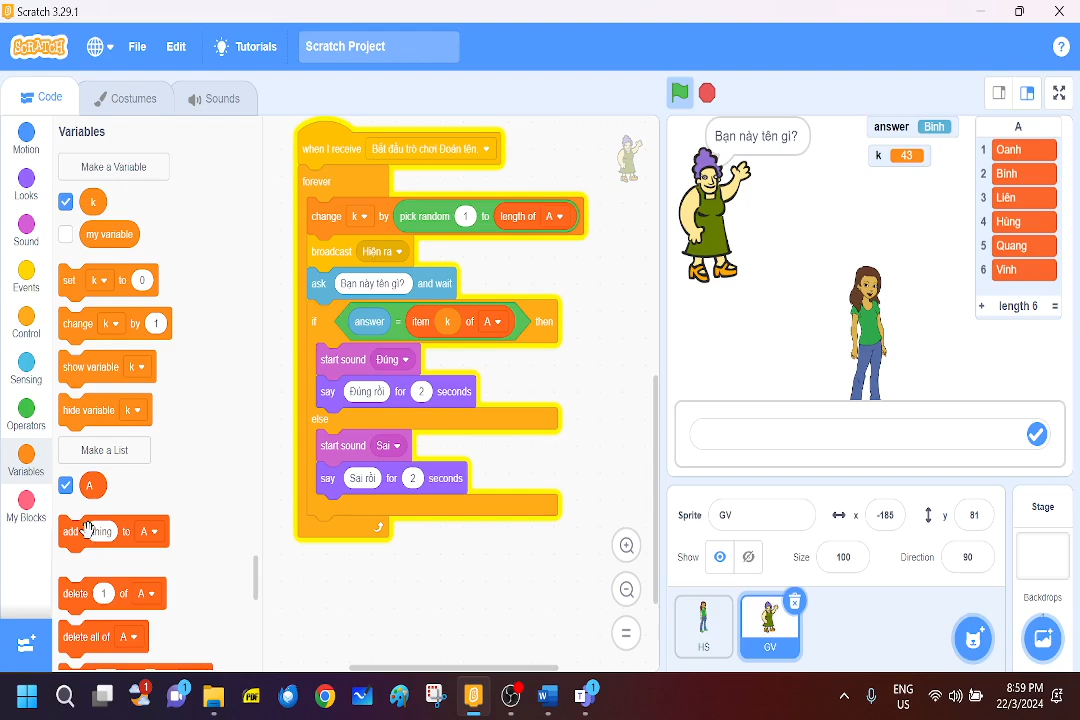 Scratch 3.29.1
SCRATCH
File
Edit
Tutorials
Scratch Project
?
Code
Costumes
Sounds
Motion
Looks
Sound
Events
Control
Sensing
Operators
Variables
My Blocks
Variables
Make a Variable
k
my variable
set k to 0
change k by 1
show variable k
hide variable k
Make a List
A
add thing to A
delete 1 of A
delete all of A
when I receive Bắt đầu trò chơi Đoán tên.
forever
change k by pick random 1 to length of A
broadcast Hiện ra
ask Bạn này tên gì? and wait
if answer = item k of A then
start sound Đúng
say Đúng rồi for 2 seconds
else
start sound Sai
say Sai rồi for 2 seconds
Bạn này tên gì?
answer Bình
k 43
A
1 Oanh
2 Bình
3 Liên
4 Hùng
5 Quang
6 Vinh
+ length 6 =
Sprite GV x -185 y 81
Show Size 100 Direction 90
HS
GV
Stage
Backdrops
1
1
PDF
1
ENG
US
8:59 PM
22/3/2024